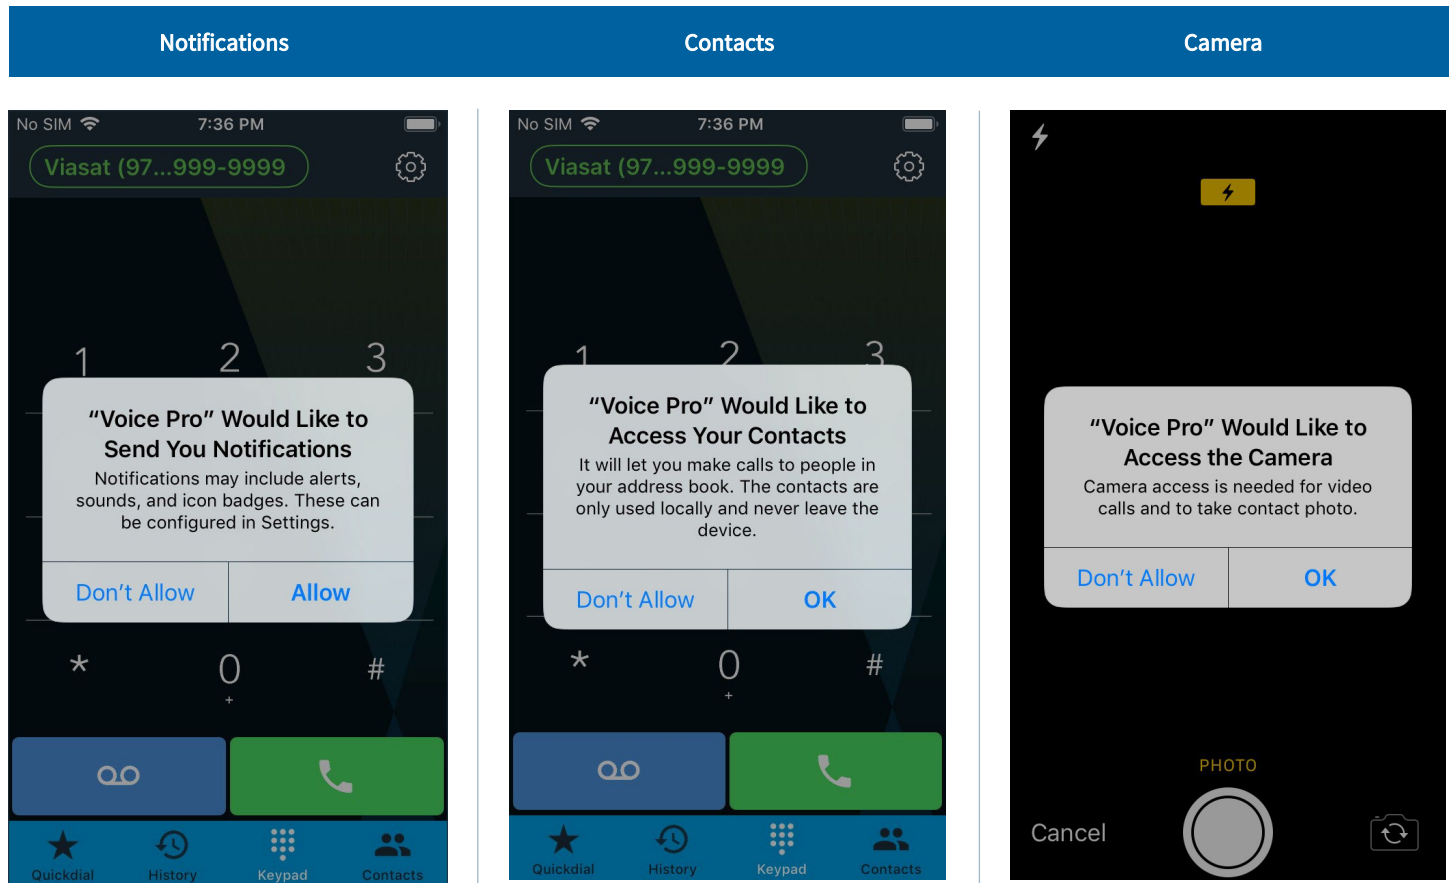 Notifications
Contacts
Camera
No SIM 7:36 PM
Viasat (97...999-9999
1 2 3
“Voice Pro” Would Like to
Send You Notifications
Notifications may include alerts,
sounds, and icon badges. These can
be configured in Settings.
Don’t Allow Allow
* 0 #
+
Quickdial History Keypad Contacts
No SIM 7:36 PM
Viasat (97...999-9999
1 2 3
“Voice Pro” Would Like to
Access Your Contacts
It will let you make calls to people in
your address book. The contacts are
only used locally and never leave the
device.
Don’t Allow OK
* 0 #
+
Quickdial History Keypad Contacts
“Voice Pro” Would Like to
Access the Camera
Camera access is needed for video
calls and to take contact photo.
Don’t Allow OK
PHOTO
Cancel